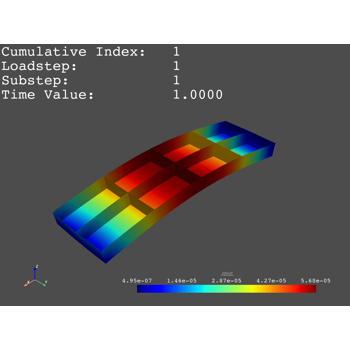 Cumulative Index: 1
Loadstep: 1
Substep: 1
Time Value: 1.0000
4.95e-07 1.46e-05 2.87e-05 4.27e-05 5.68e-05